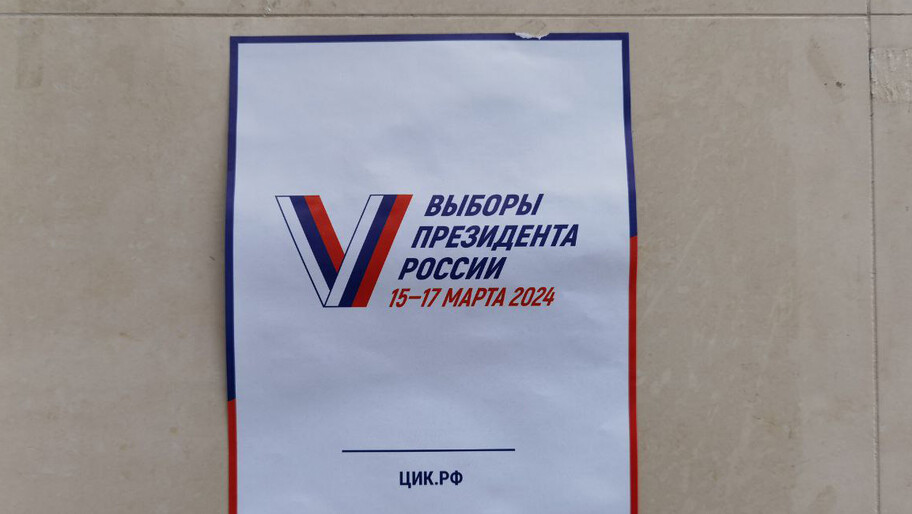 ВЫБОРЫ
ПРЕЗИДЕНТА
РОССИИ
15–17 МАРТА 2024
ЦИК.РФ